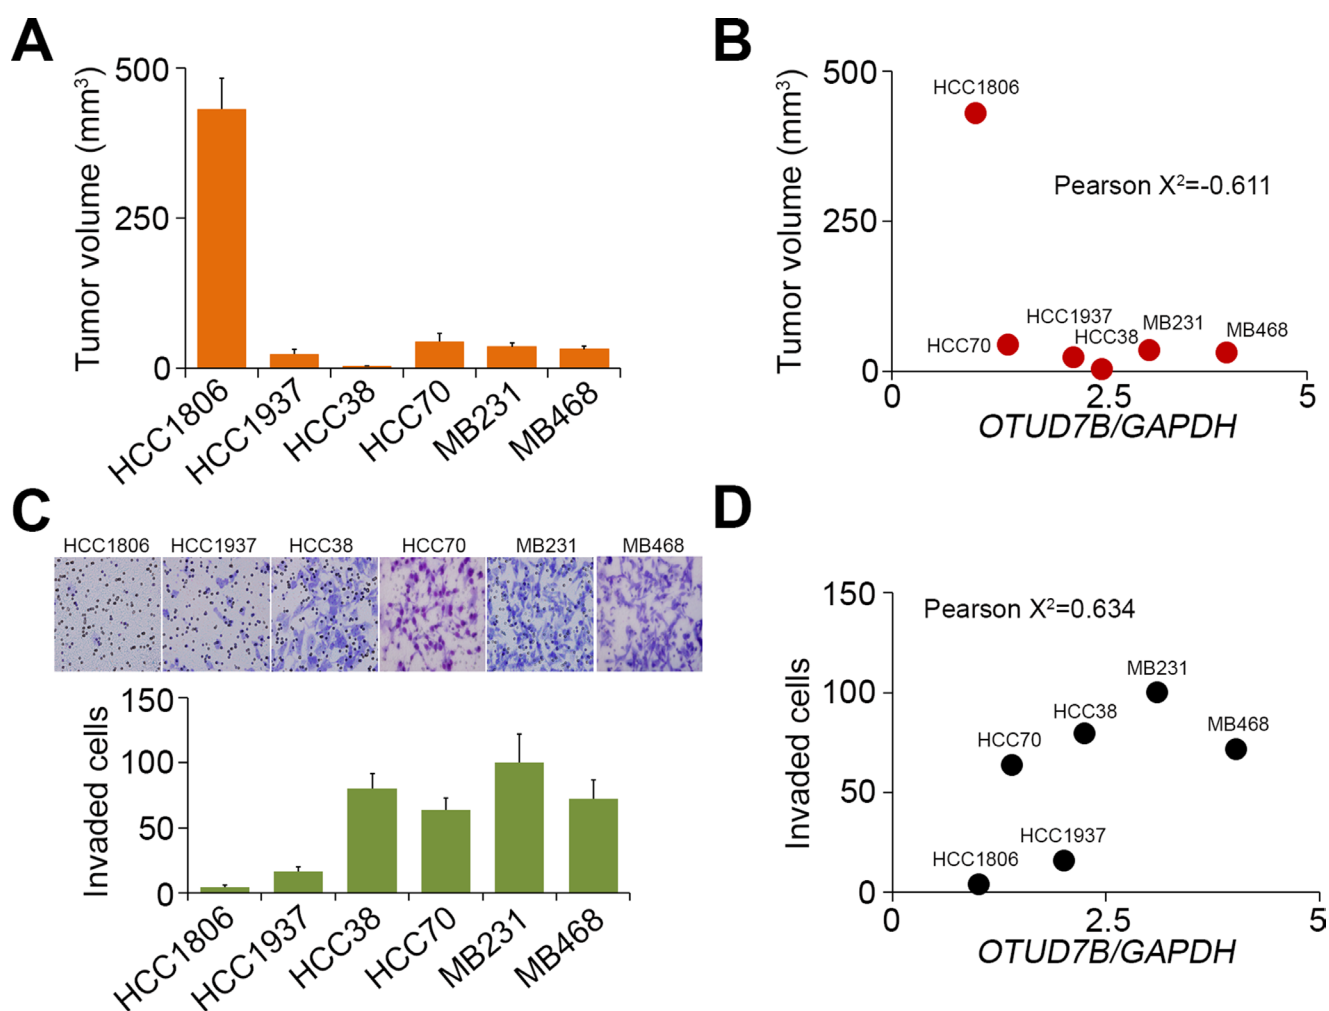 A
Tumor volume (mm³)
500
250
0
HCC1806
HCC1937
HCC38
HCC70
MB231
MB468
B
Tumor volume (mm³)
500
250
0
HCC1806
Pearson X²=-0.611
HCC70
HCC1937
HCC38
MB231
MB468
0
2.5
5
OTUD7B/GAPDH
C
HCC1806
HCC1937
HCC38
HCC70
MB231
MB468
Invaded cells
150
100
50
0
HCC1806
HCC1937
HCC38
HCC70
MB231
MB468
D
Invaded cells
150
100
50
0
Pearson X²=0.634
MB231
HCC38
MB468
HCC70
HCC1937
HCC1806
0
2.5
5
OTUD7B/GAPDH